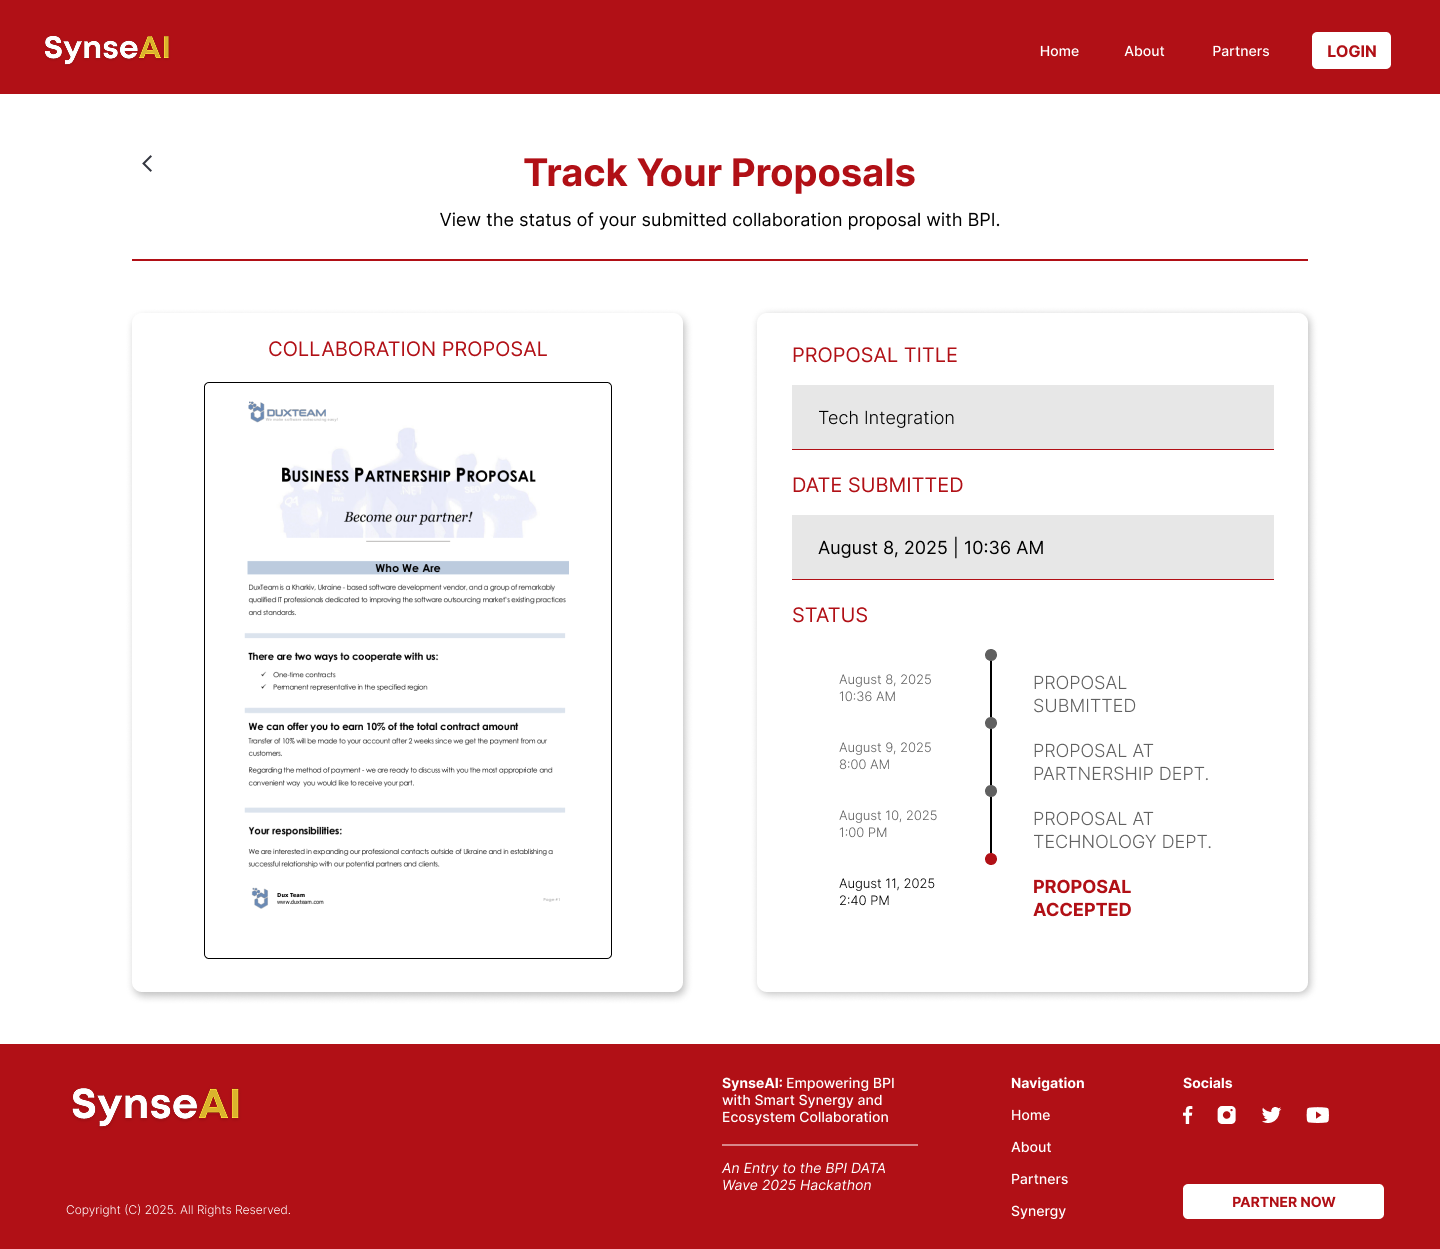 SynseAI
Home
About
Partners
LOGIN
Track Your Proposals
View the status of your submitted collaboration proposal with BPI.
COLLABORATION PROPOSAL
DUXTEAM
BUSINESS PARTNERSHIP PROPOSAL
Become our partner!
Who We Are
DuxTeam is a Kharkiv, Ukraine - based software development vendor, and a group of remarkably
qualified IT professionals dedicated to improving the software outsourcing market's existing practices
and standards.
There are two ways to cooperate with us:
✓ One-time contracts
✓ Permanent representative in the specified region
We can offer you to earn 10% of the total contract amount
Transfer of 10% will be made to your account after 2 weeks since we get the payment from our
customers.
Regarding the method of payment - we are ready to discuss with you the most appropriate and
convenient way you would like to receive your part.
Your responsibilities:
We are interested in expanding our professional contacts outside of Ukraine and in establishing a
successful relationship with our potential partners and clients.
Dux Team
www.duxteam.com
PROPOSAL TITLE
Tech Integration
DATE SUBMITTED
August 8, 2025 | 10:36 AM
STATUS
August 8, 2025
10:36 AM
PROPOSAL
SUBMITTED
August 9, 2025
8:00 AM
PROPOSAL AT
PARTNERSHIP DEPT.
August 10, 2025
1:00 PM
PROPOSAL AT
TECHNOLOGY DEPT.
August 11, 2025
2:40 PM
PROPOSAL
ACCEPTED
SynseAI
Copyright (C) 2025. All Rights Reserved.
SynseAI: Empowering BPI
with Smart Synergy and
Ecosystem Collaboration
An Entry to the BPI DATA
Wave 2025 Hackathon
Navigation
Home
About
Partners
Synergy
Socials
PARTNER NOW